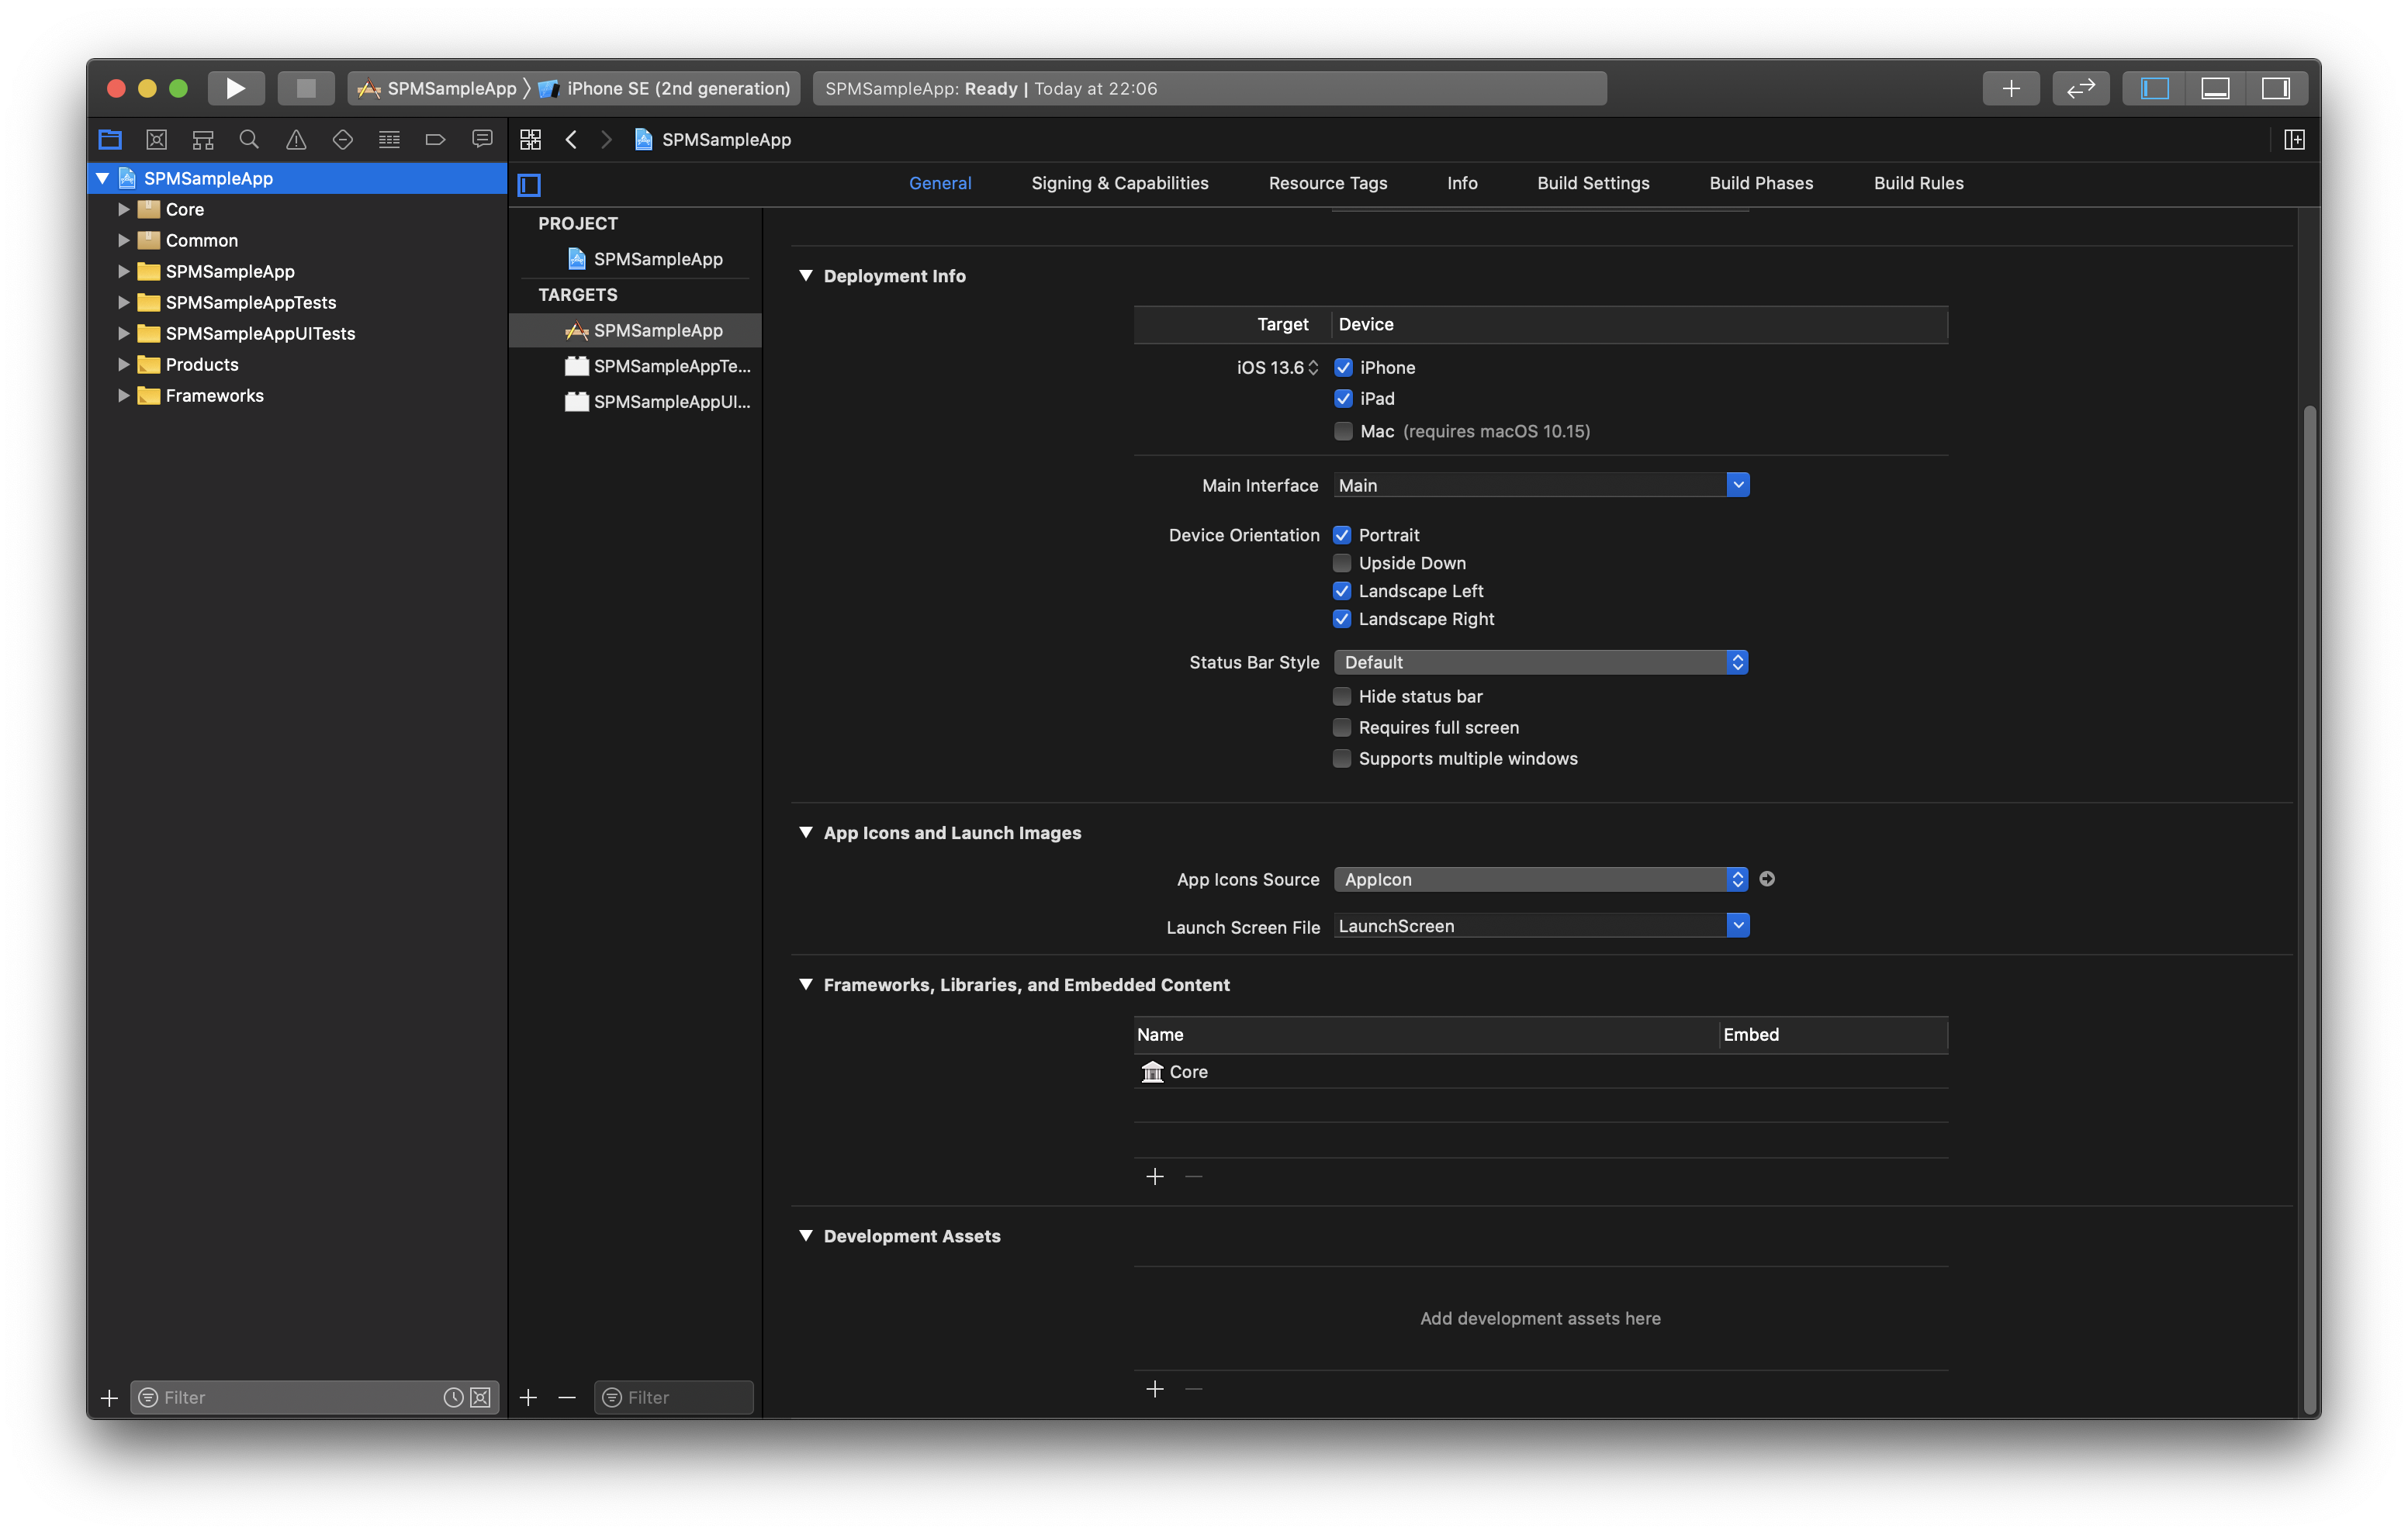 SPMSampleApp 〉 iPhone SE (2nd generation)
SPMSampleApp: Ready | Today at 22:06
SPMSampleApp
Core
Common
SPMSampleApp
SPMSampleAppTests
SPMSampleAppUITests
Products
Frameworks
Filter
SPMSampleApp
General Signing & Capabilities Resource Tags Info Build Settings Build Phases Build Rules
PROJECT
SPMSampleApp
TARGETS
SPMSampleApp
SPMSampleAppTe...
SPMSampleAppUI...
Filter
Deployment Info
Target Device
iOS 13.6 iPhone
iPad
Mac (requires macOS 10.15)
Main Interface Main
Device Orientation Portrait
Upside Down
Landscape Left
Landscape Right
Status Bar Style Default
Hide status bar
Requires full screen
Supports multiple windows
App Icons and Launch Images
App Icons Source AppIcon
Launch Screen File LaunchScreen
Frameworks, Libraries, and Embedded Content
Name Embed
Core
Development Assets
Add development assets here